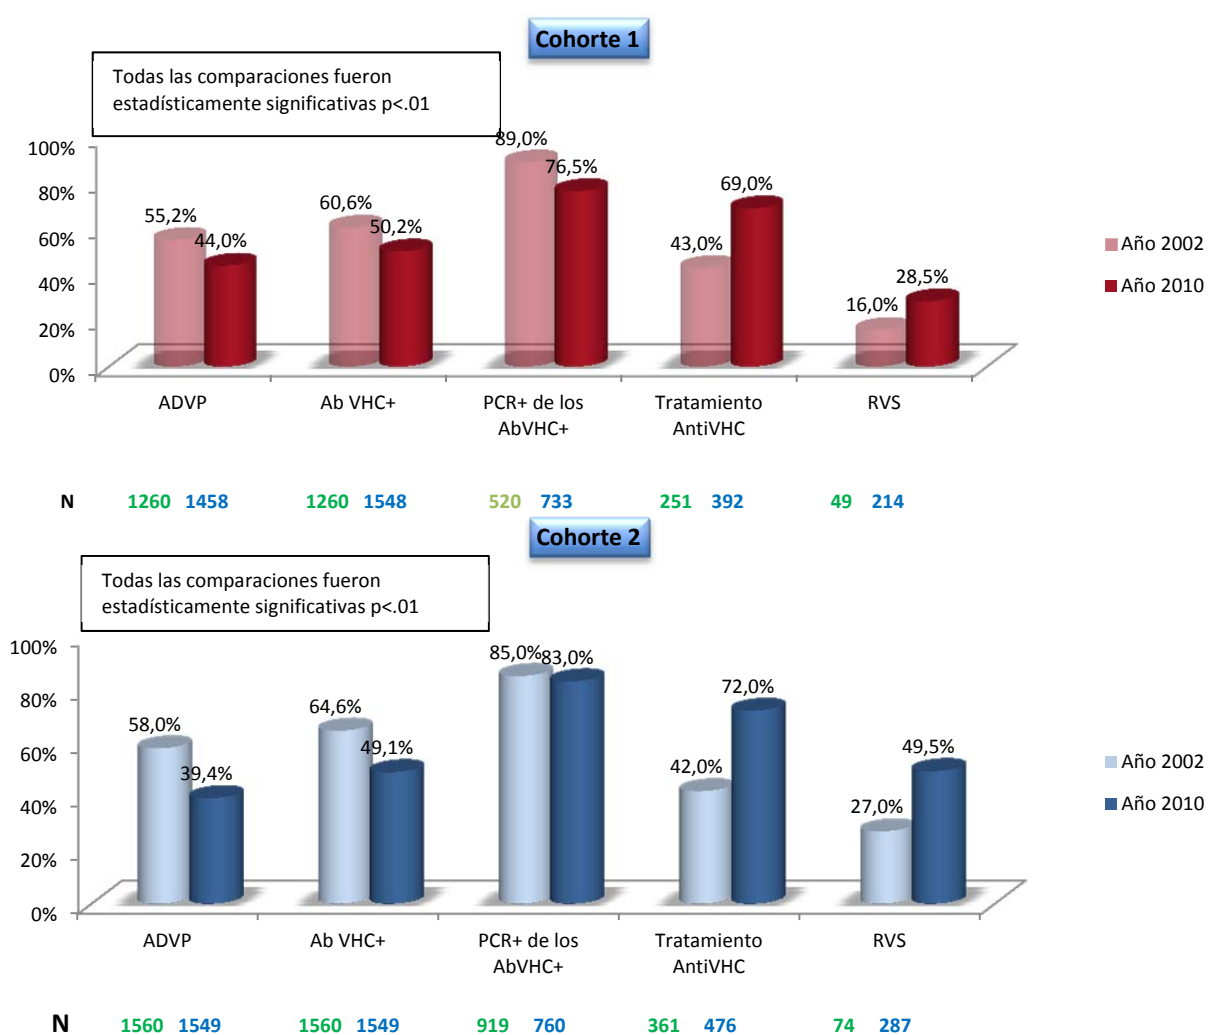 Cohorte 1
Todas las comparaciones fueron
estadísticamente significativas p<.01
100%
80%
60%
40%
20%
0%
55,2%
44,0%
60,6%
50,2%
89,0%
76,5%
43,0%
69,0%
16,0%
28,5%
Año 2002
Año 2010
ADVP
Ab VHC+
PCR+ de los
AbVHC+
Tratamiento
AntiVHC
RVS
N 1260 1458 1260 1548 520 733 251 392 49 214
Cohorte 2
Todas las comparaciones fueron
estadísticamente significativas p<.01
100%
80%
60%
40%
20%
0%
58,0%
39,4%
64,6%
49,1%
85,0%
83,0%
42,0%
72,0%
27,0%
49,5%
Año 2002
Año 2010
ADVP
Ab VHC+
PCR+ de los
AbVHC+
Tratamiento
AntiVHC
RVS
N 1560 1549 1560 1549 919 760 361 476 74 287